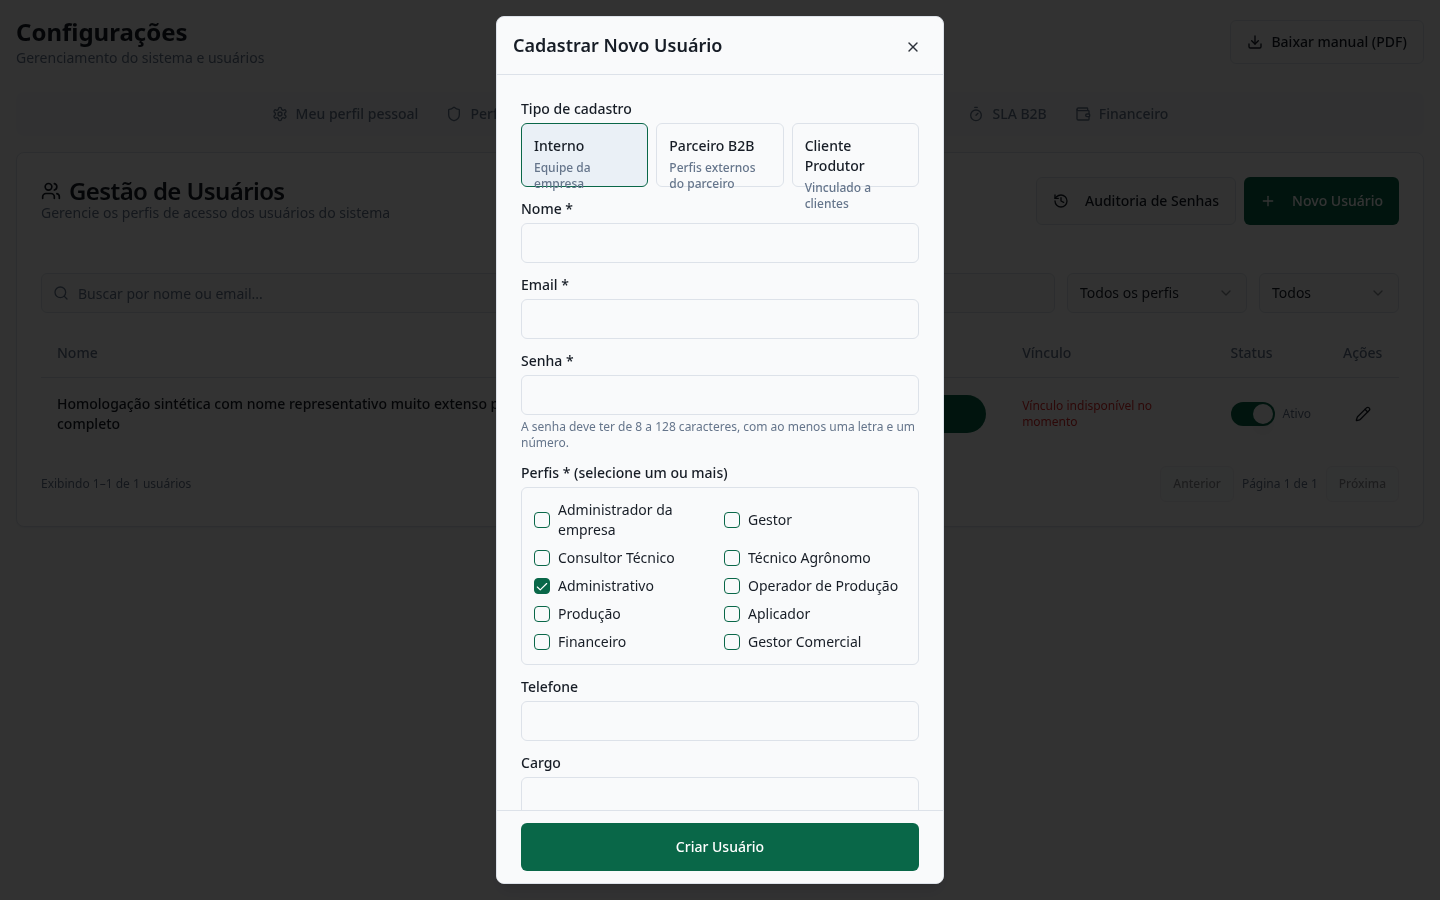 Configurações
Gerenciamento do sistema e usuários
Baixar manual (PDF)
Meu perfil pessoal
SLA B2B
Financeiro
Gestão de Usuários
Gerencie os perfis de acesso dos usuários do sistema
Auditoria de Senhas
Novo Usuário
Buscar por nome ou email...
Todos os perfis
Todos
Nome
Vínculo
Status
Ações
Homologação sintética com nome representativo muito extenso
completo
Vínculo indisponível no
momento
Ativo
Exibindo 1–1 de 1 usuários
Anterior
Página 1 de 1
Próxima
Cadastrar Novo Usuário
Tipo de cadastro
Interno
Equipe da
empresa
Parceiro B2B
Perfis externos
do parceiro
Cliente
Produtor
Vinculado a
clientes
Nome *
Email *
Senha *
A senha deve ter de 8 a 128 caracteres, com ao menos uma letra e um
número.
Perfis * (selecione um ou mais)
Administrador da
empresa
Gestor
Consultor Técnico
Técnico Agrônomo
Administrativo
Operador de Produção
Produção
Aplicador
Financeiro
Gestor Comercial
Telefone
Cargo
Criar Usuário